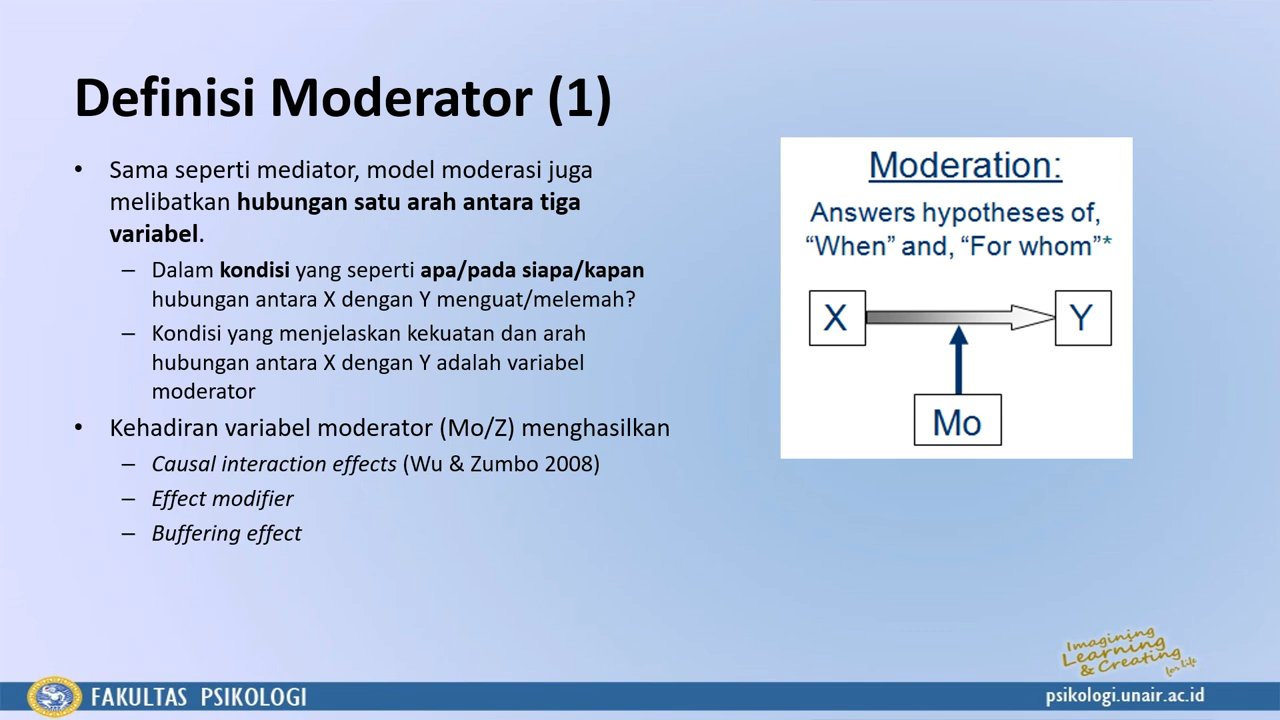 Definisi Moderator (1)
• Sama seperti mediator, model moderasi juga
melibatkan hubungan satu arah antara tiga
variabel.
– Dalam kondisi yang seperti apa/pada siapa/kapan
hubungan antara X dengan Y menguat/melemah?
– Kondisi yang menjelaskan kekuatan dan arah
hubungan antara X dengan Y adalah variabel
moderator
• Kehadiran variabel moderator (Mo/Z) menghasilkan
– Causal interaction effects (Wu & Zumbo 2008)
– Effect modifier
– Buffering effect
Moderation:
Answers hypotheses of,
“When” and, “For whom”*
X
Y
Mo
Imagining
Learning
& Creating
for life
FAKULTAS PSIKOLOGI
psikologi.unair.ac.id